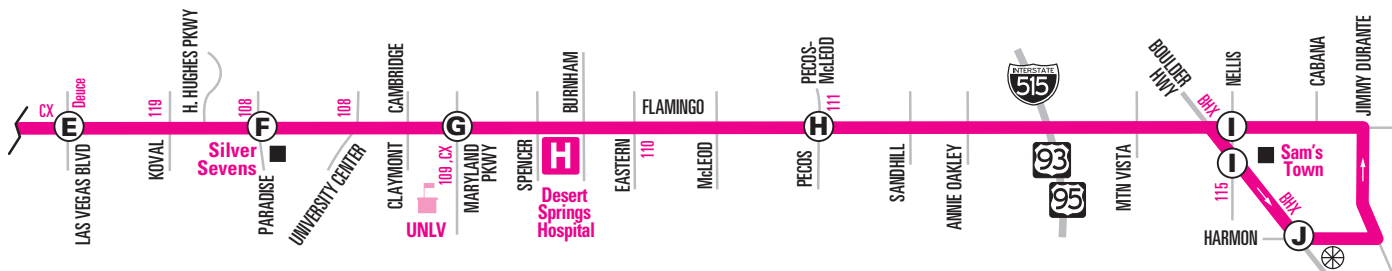 CX
Deuce
E
LAS VEGAS BLVD
119
KOVAL
H. HUGHES PKWY
108
F
Silver
Sevens
PARADISE
108
UNIVERSITY CENTER
CAMBRIDGE
CLAYMONT
UNLV
G
109 ,CX
MARYLAND
PKWY
SPENCER
H
Desert
Springs
Hospital
BURNHAM
EASTERN
110
FLAMINGO
McLEOD
PECOS-
McLEOD
111
H
PECOS
SANDHILL
ANNIE OAKLEY
INTERSTATE
515
93
95
MTN VISTA
BOULDER
HWY
BHX
NELLIS
I
I
115
Sam's
Town
CABANA
JIMMY DURANTE
BHX
HARMON
J